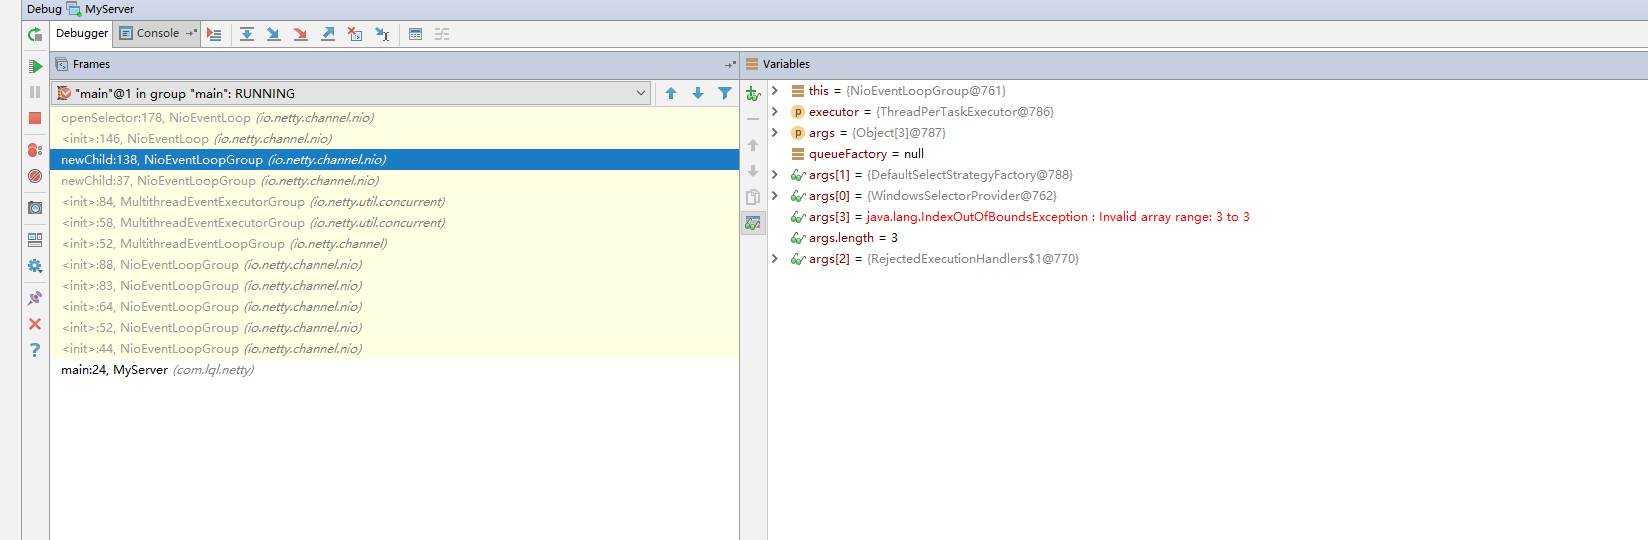 Debug MyServer
Debugger Console
Frames
"main"@1 in group "main": RUNNING
openSelector:178, NioEventLoop (io.netty.channel.nio)
<init>:146, NioEventLoop (io.netty.channel.nio)
newChild:138, NioEventLoopGroup (io.netty.channel.nio)
newChild:37, NioEventLoopGroup (io.netty.channel.nio)
<init>:84, MultithreadEventExecutorGroup (io.netty.util.concurrent)
<init>:58, MultithreadEventExecutorGroup (io.netty.util.concurrent)
<init>:52, MultithreadEventLoopGroup (io.netty.channel)
<init>:88, NioEventLoopGroup (io.netty.channel.nio)
<init>:83, NioEventLoopGroup (io.netty.channel.nio)
<init>:64, NioEventLoopGroup (io.netty.channel.nio)
<init>:52, NioEventLoopGroup (io.netty.channel.nio)
<init>:44, NioEventLoopGroup (io.netty.channel.nio)
main:24, MyServer (com.lql.netty)
Variables
this = {NioEventLoopGroup@761}
executor = {ThreadPerTaskExecutor@786}
args = {Object[3]@787}
queueFactory = null
args[1] = {DefaultSelectStrategyFactory@788}
args[0] = {WindowsSelectorProvider@762}
args[3] = java.lang.IndexOutOfBoundsException : Invalid array range: 3 to 3
args.length = 3
args[2] = {RejectedExecutionHandlers$1@770}